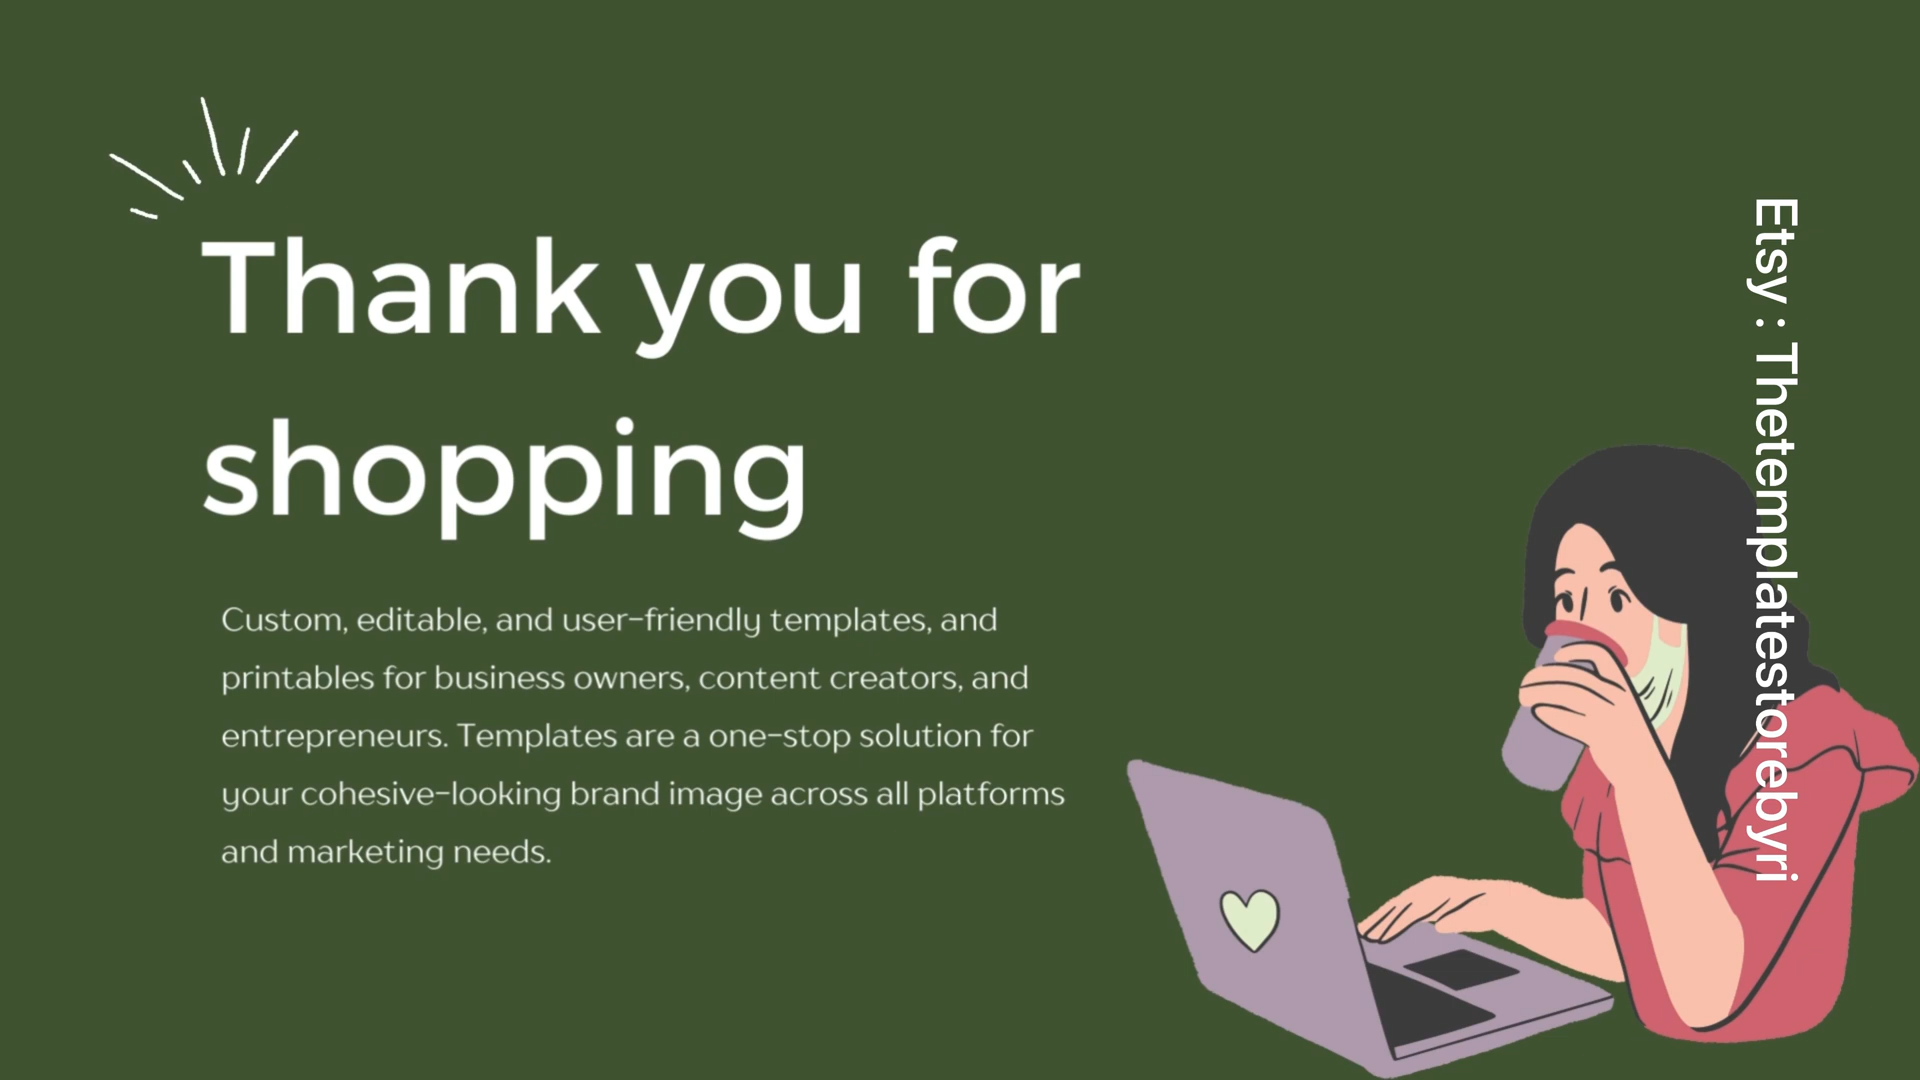 Thank you for
shopping
Custom, editable, and user-friendly templates, and
printables for business owners, content creators, and
entrepreneurs. Templates are a one-stop solution for
your cohesive-looking brand image across all platforms
and marketing needs.
Etsy : Thetemplatestorebyri